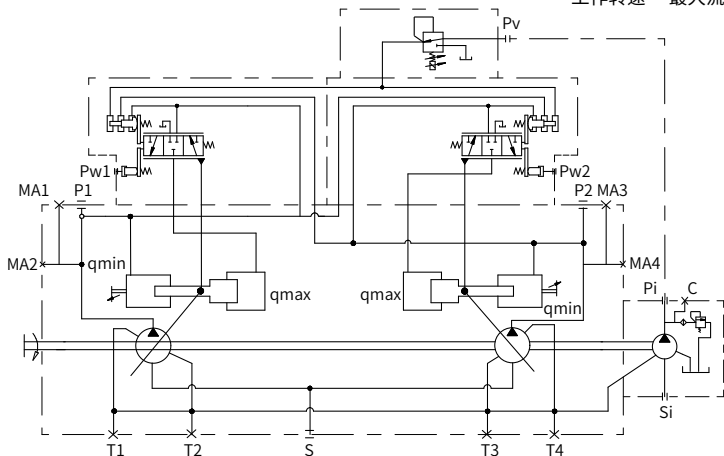 Pv
Pw1
Pw2
MA1
P1
P2
MA3
MA2
qmin
MA4
qmax
qmax
qmin
Pi
C
Si
T1
T2
S
T3
T4